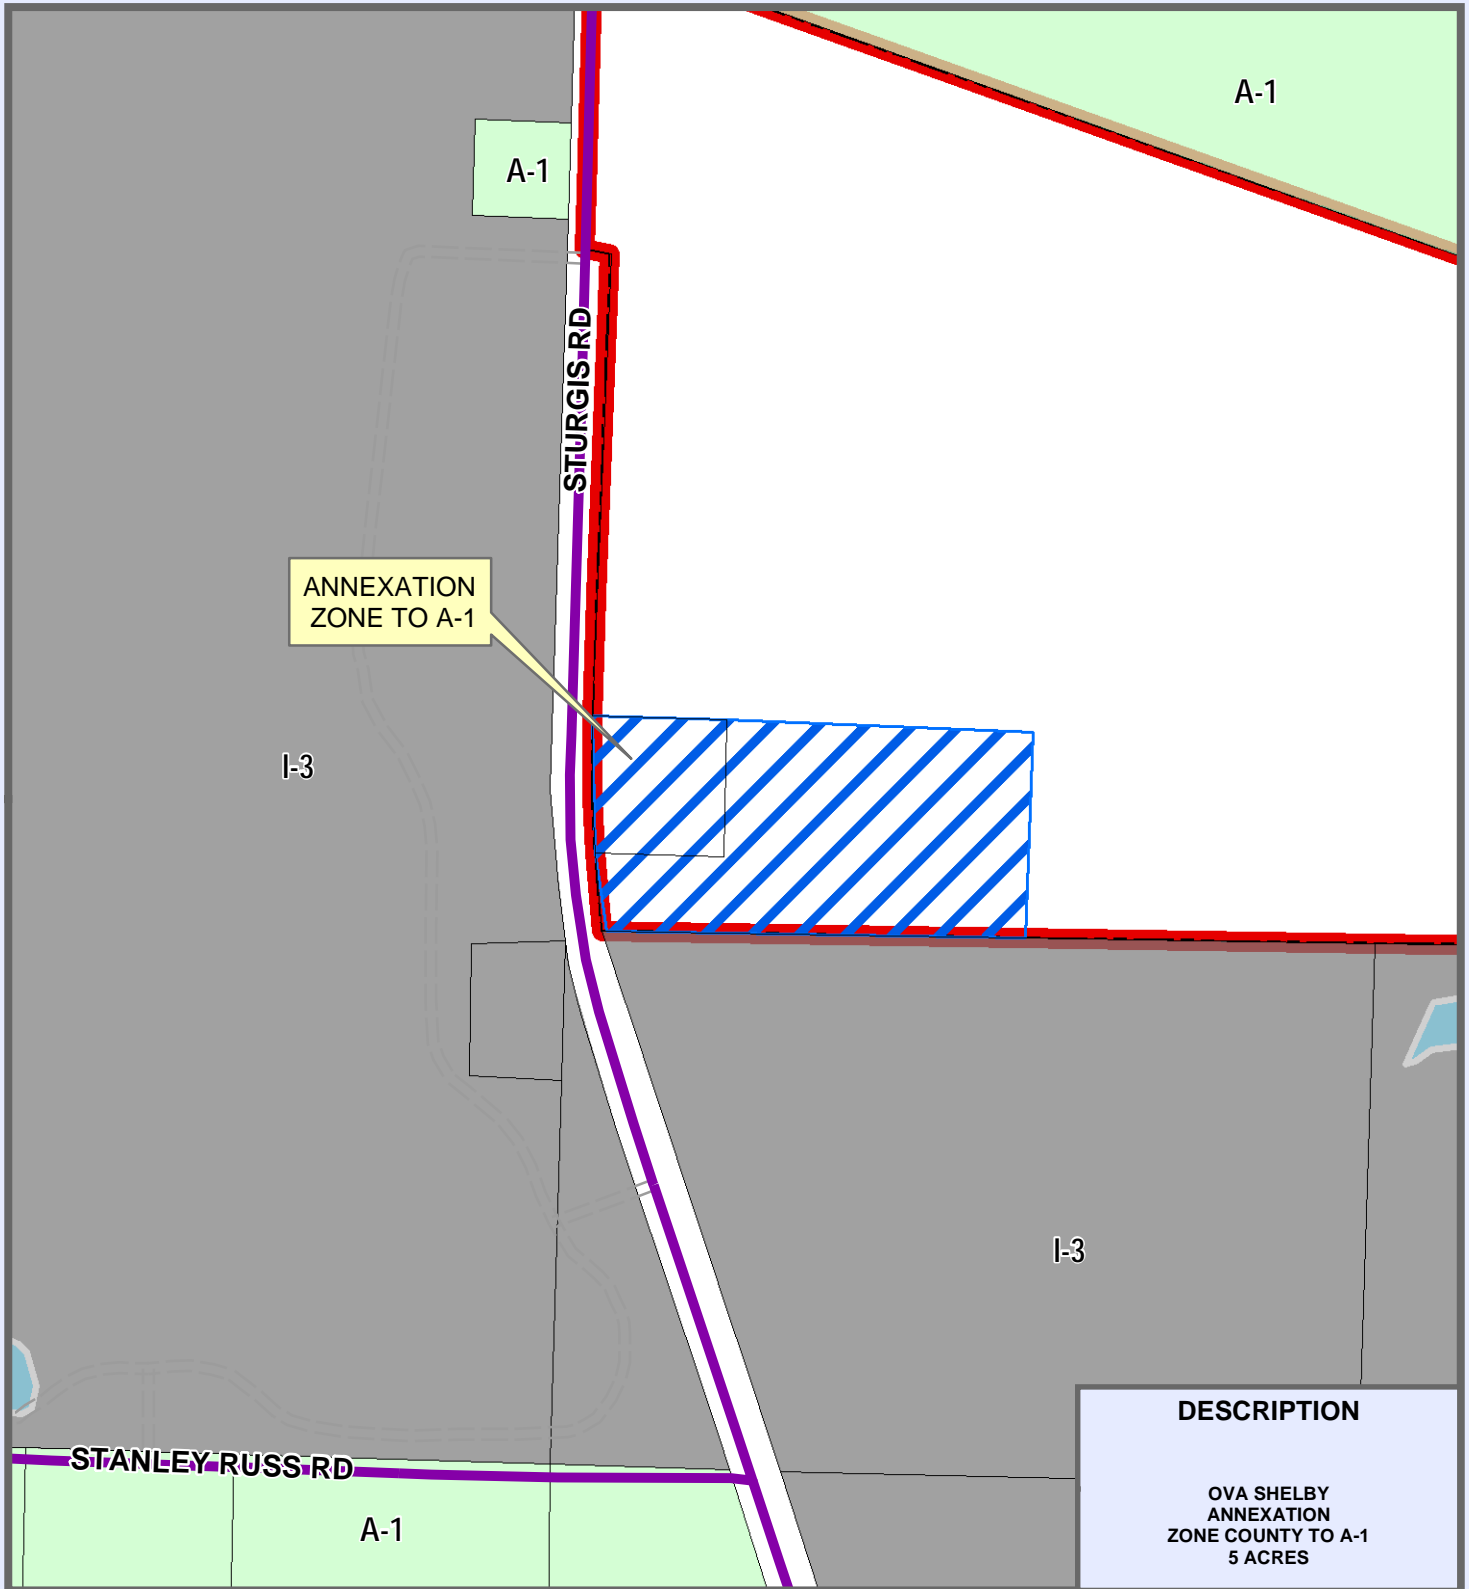 A-1
A-1
STURGIS RD
ANNEXATION
ZONE TO A-1
I-3
I-3
DESCRIPTION
STANLEY RUSS RD
OVA SHELBY
ANNEXATION
ZONE COUNTY TO A-1
5 ACRES
A-1